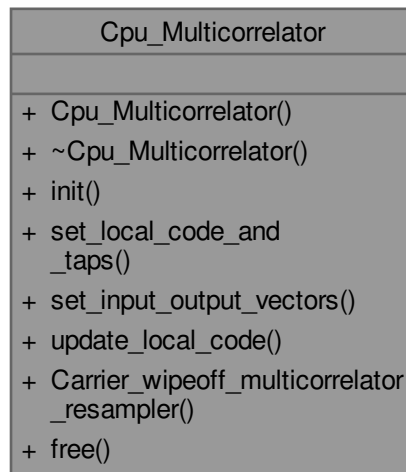 Cpu_Multicorrelator
+ Cpu_Multicorrelator()
+ ~Cpu_Multicorrelator()
+ init()
+ set_local_code_and
_taps()
+ set_input_output_vectors()
+ update_local_code()
+ Carrier_wipeoff_multicorrelator
_resampler()
+ free()